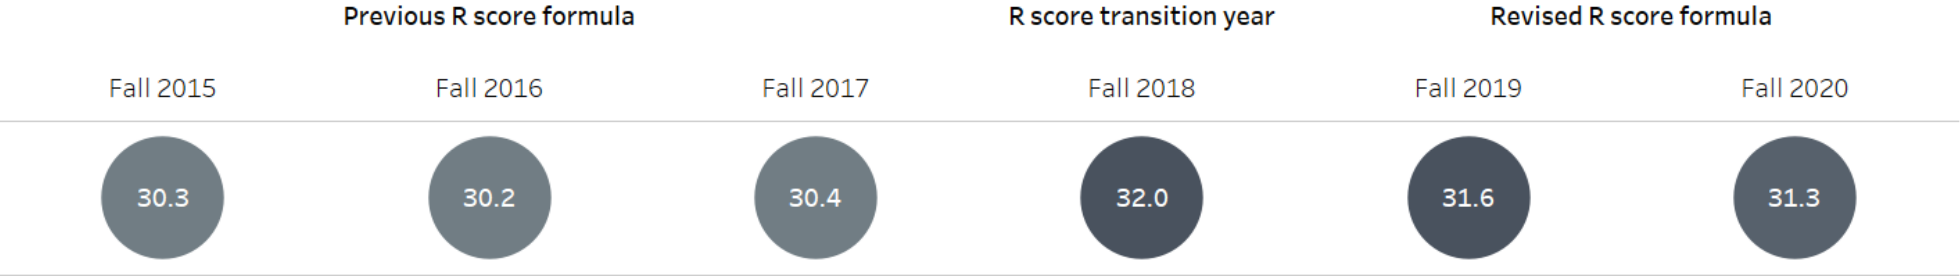 Previous R score formula R score transition year Revised R score formula
Fall 2015 Fall 2016 Fall 2017 Fall 2018 Fall 2019 Fall 2020
30.3 30.2 30.4 32.0 31.6 31.3